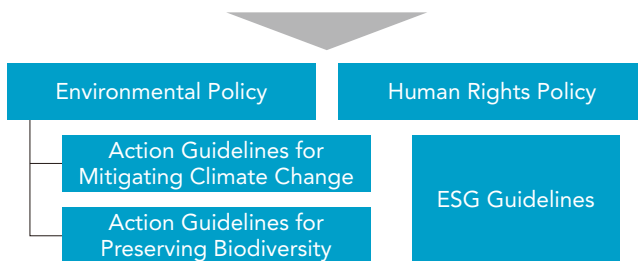 Environmental Policy
Human Rights Policy
Action Guidelines for
Mitigating Climate Change
ESG Guidelines
Action Guidelines for
Preserving Biodiversity